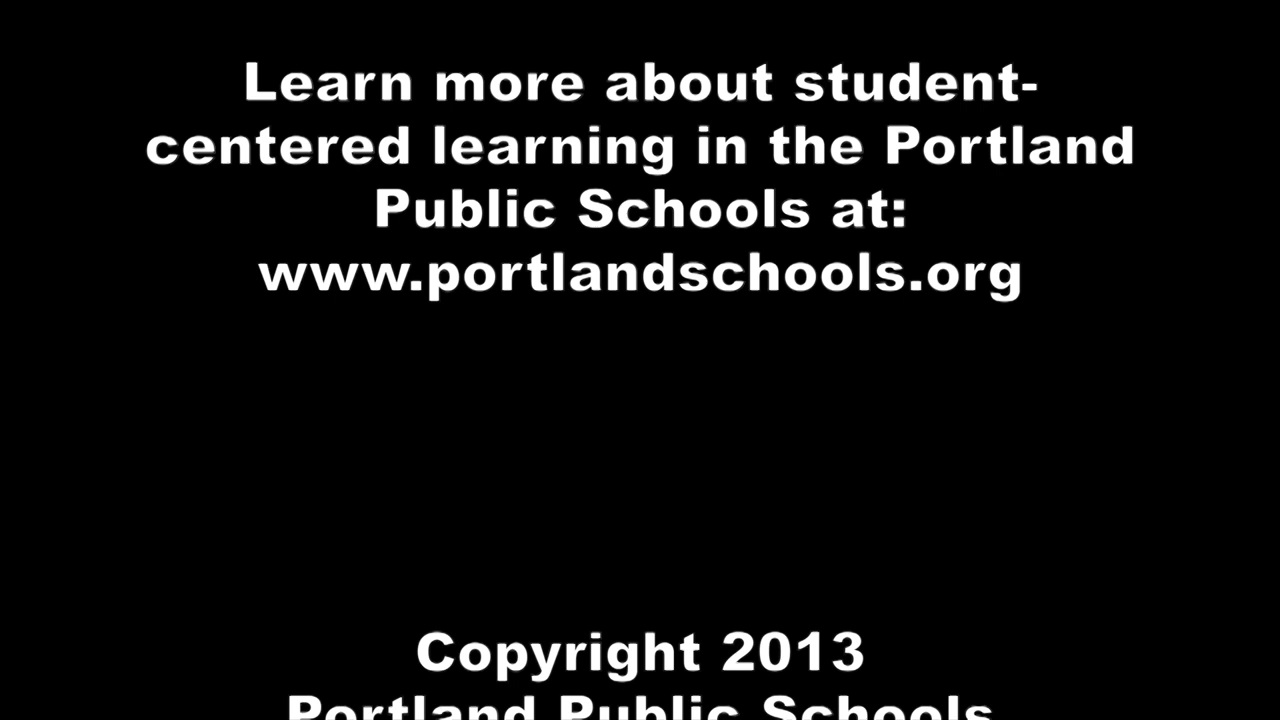 Learn more about student-
centered learning in the Portland
Public Schools at:
www.portlandschools.org
Copyright 2013
Portland Public Schools